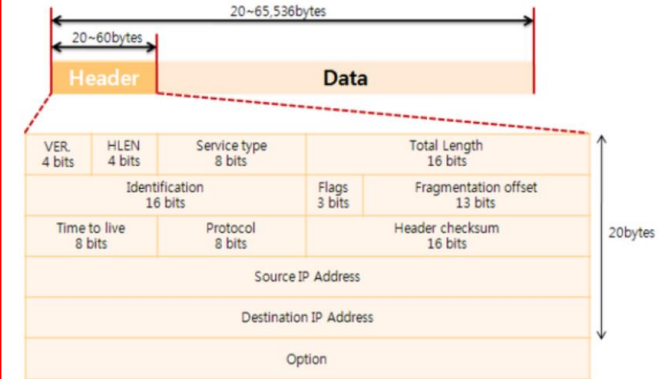 20~65,536bytes
20~60bytes
Header
Data
VER.
4 bits
HLEN
4 bits
Service type
8 bits
Total Length
16 bits
Identification
16 bits
Flags
3 bits
Fragmentation offset
13 bits
Time to live
8 bits
Protocol
8 bits
Header checksum
16 bits
20bytes
Source IP Address
Destination IP Address
Option